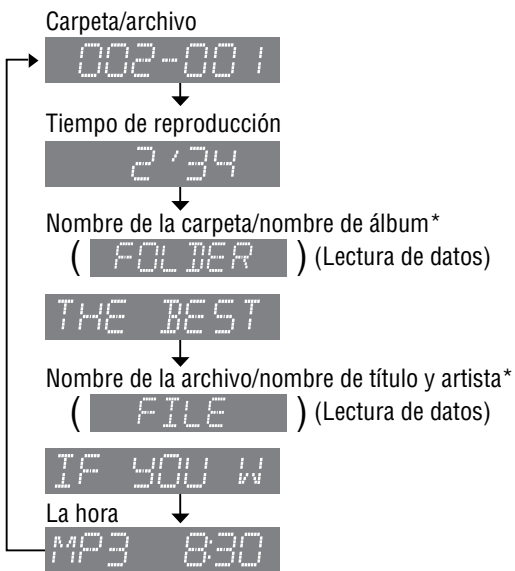 Carpeta/archivo
002-001
Tiempo de reproducción
2'34
Nombre de la carpeta/nombre de álbum*
( FOLDER ) (Lectura de datos)
THE BEST
Nombre de la archivo/nombre de título y artista*
( FILE ) (Lectura de datos)
IF YOU W
La hora
MP3 8:30